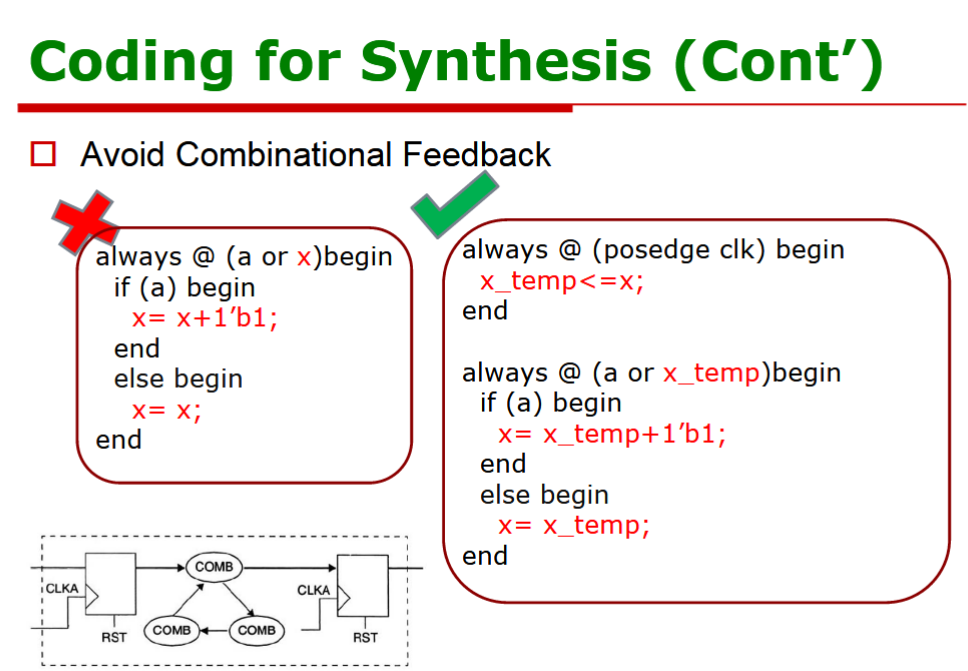 Coding for Synthesis (Cont’)
Avoid Combinational Feedback
always @ (a or x)begin
if (a) begin
x= x+1’b1;
end
else begin
x= x;
end
always @ (posedge clk) begin
x_temp<=x;
end
always @ (a or x_temp)begin
if (a) begin
x= x_temp+1’b1;
end
else begin
x= x_temp;
end
COMB
CLKA
CLKA
COMB
COMB
RST
RST